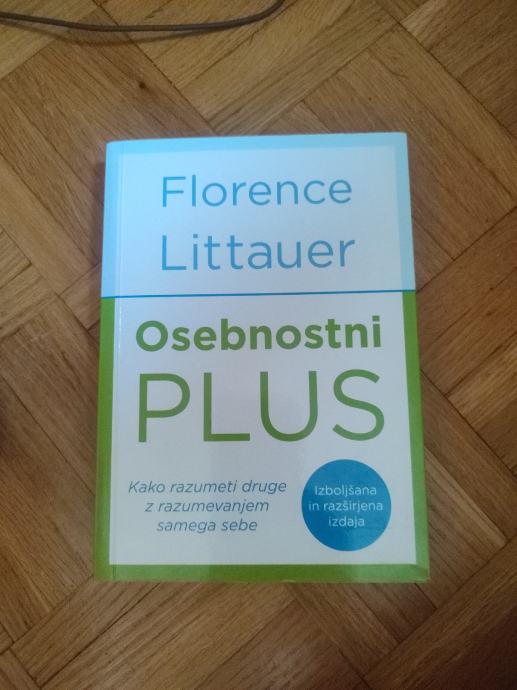 Florence
Littauer
Osebnostni
PLUS
Kako razumeti druge
z razumevanjem
samega sebe
Izboljšana
in razširjena
izdaja